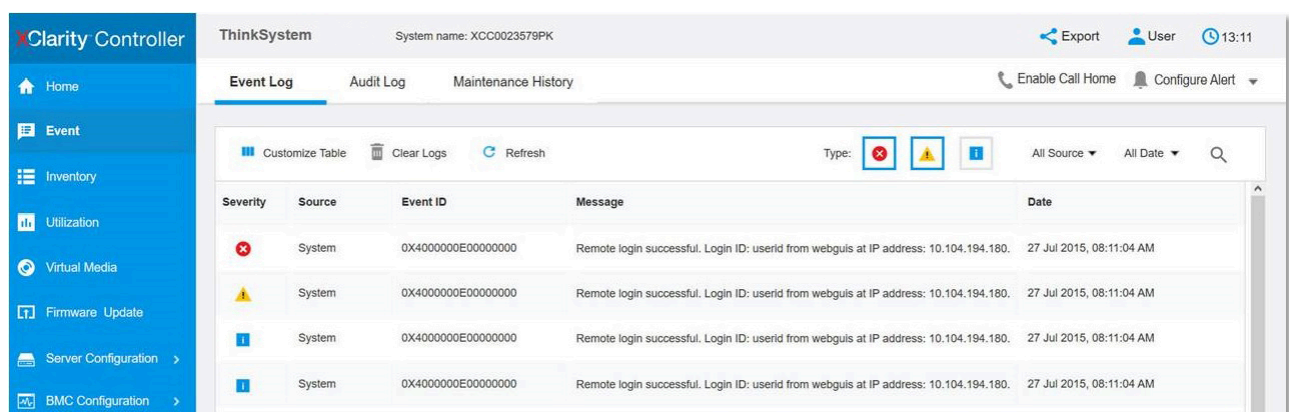 XClarity Controller
ThinkSystem System name: XCC0023579PK Export User 13:11
Home
Event Log Audit Log Maintenance History Enable Call Home Configure Alert
Event
Customize Table Clear Logs Refresh Type: All Source All Date
Inventory
Severity Source Event ID Message Date
Utilization
System 0X4000000E00000000 Remote login successful. Login ID: userid from webguis at IP address: 10.104.194.180. 27 Jul 2015, 08:11:04 AM
Virtual Media
System 0X4000000E00000000 Remote login successful. Login ID: userid from webguis at IP address: 10.104.194.180. 27 Jul 2015, 08:11:04 AM
Firmware Update
System 0X4000000E00000000 Remote login successful. Login ID: userid from webguis at IP address: 10.104.194.180. 27 Jul 2015, 08:11:04 AM
Server Configuration
System 0X4000000E00000000 Remote login successful. Login ID: userid from webguis at IP address: 10.104.194.180. 27 Jul 2015, 08:11:04 AM
BMC Configuration